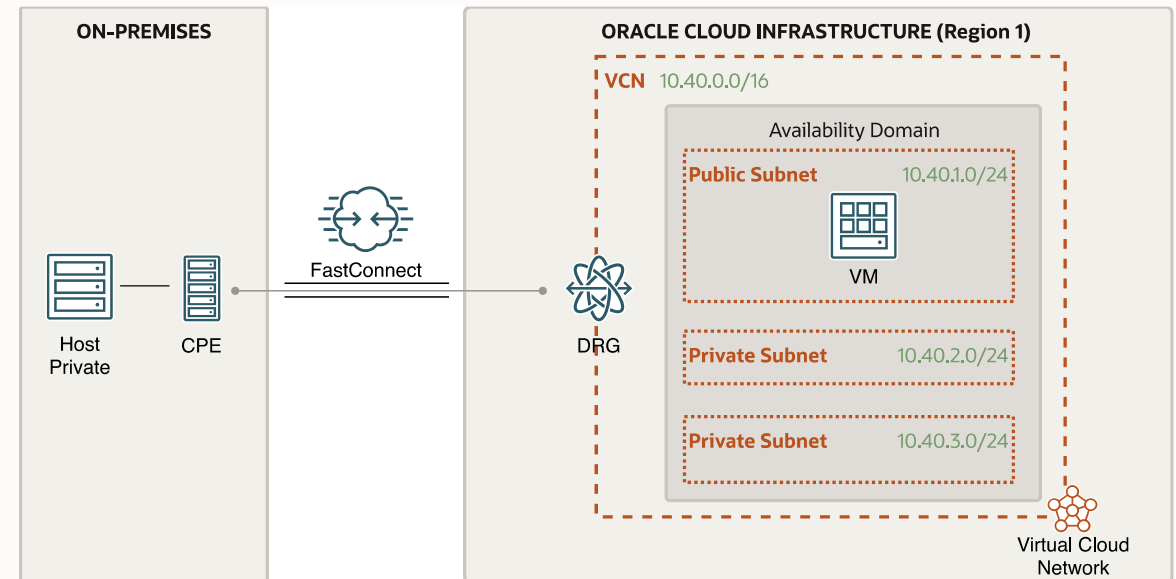 ON-PREMISES
Host
Private
CPE
FastConnect
ORACLE CLOUD INFRASTRUCTURE (Region 1)
VCN 10.40.0.0/16
Availability Domain
Public Subnet 10.40.1.0/24
VM
DRG
Private Subnet 10.40.2.0/24
Private Subnet 10.40.3.0/24
Virtual Cloud
Network